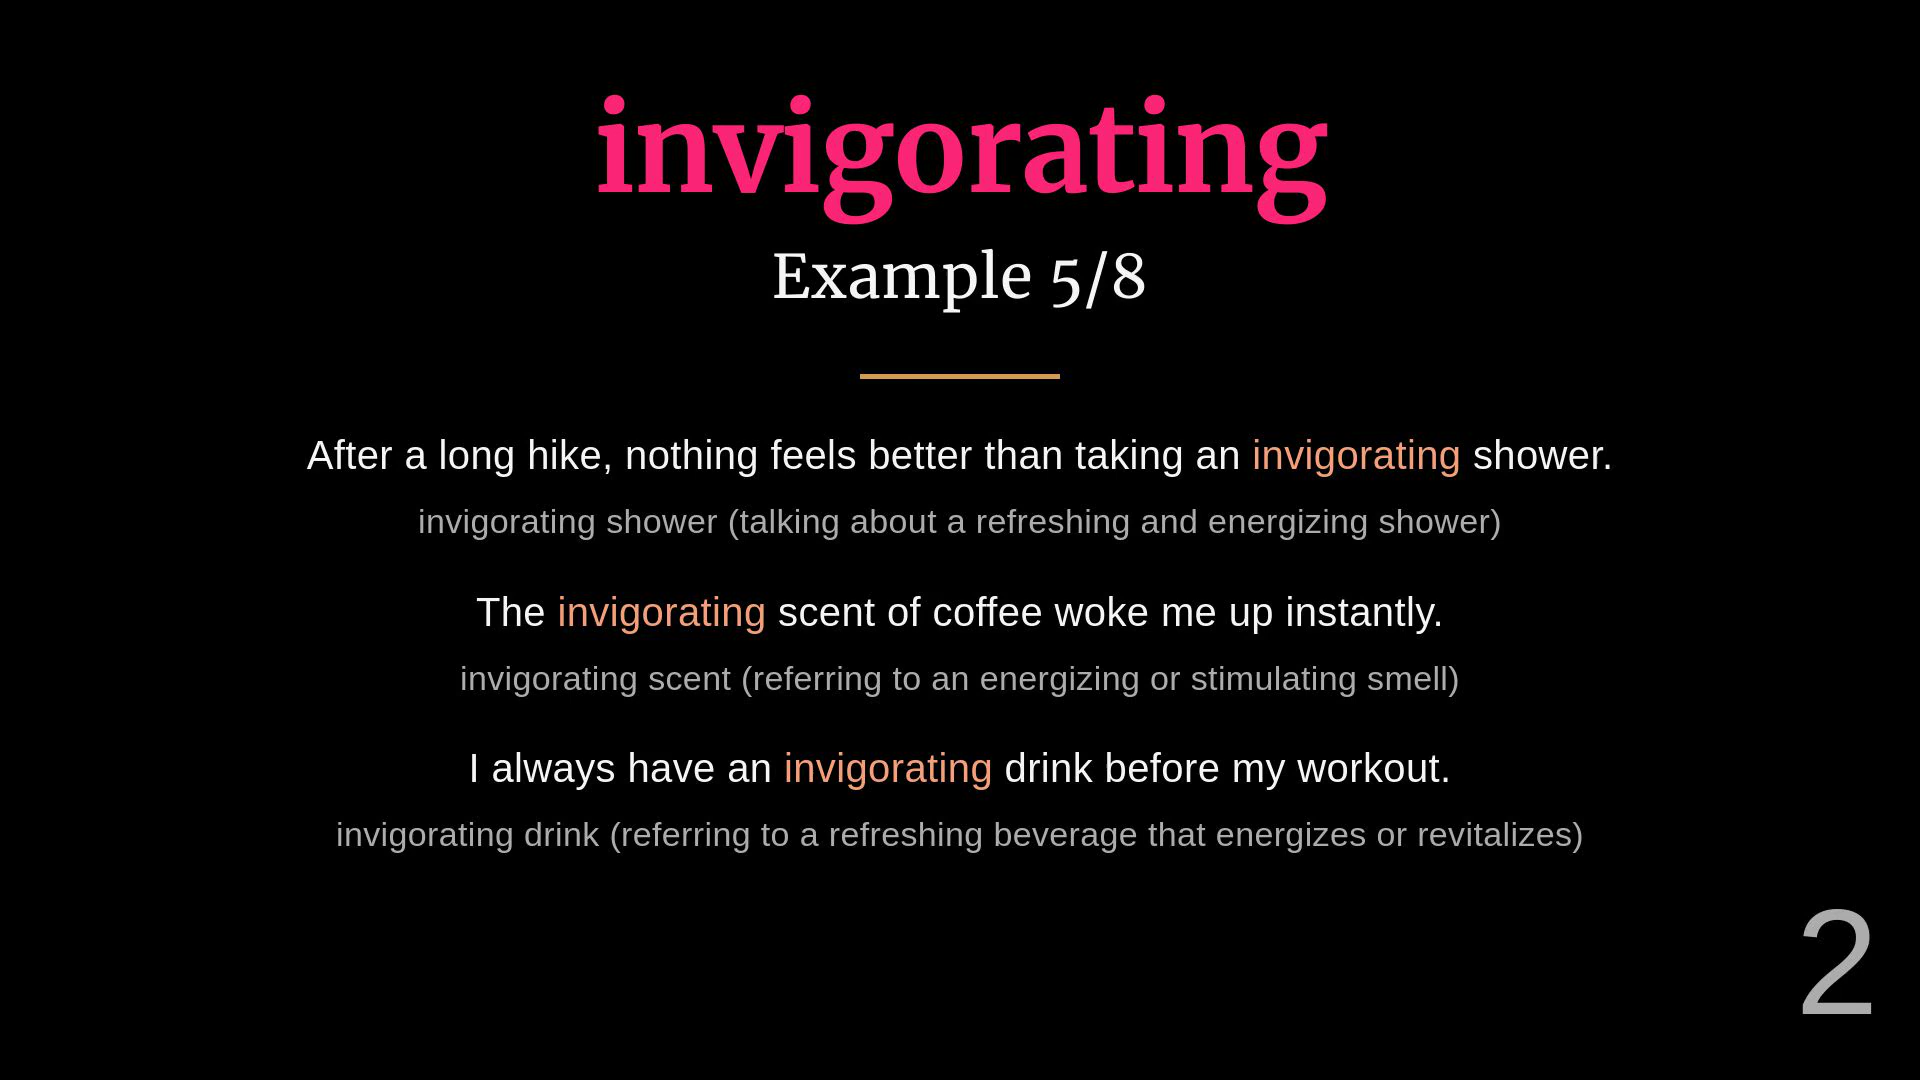 invigorating
Example 5/8
After a long hike, nothing feels better than taking an invigorating shower.
invigorating shower (talking about a refreshing and energizing shower)
The invigorating scent of coffee woke me up instantly.
invigorating scent (referring to an energizing or stimulating smell)
I always have an invigorating drink before my workout.
invigorating drink (referring to a refreshing beverage that energizes or revitalizes)
2